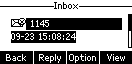 Inbox
1145
09-23 15:08:24
Back Reply Option View